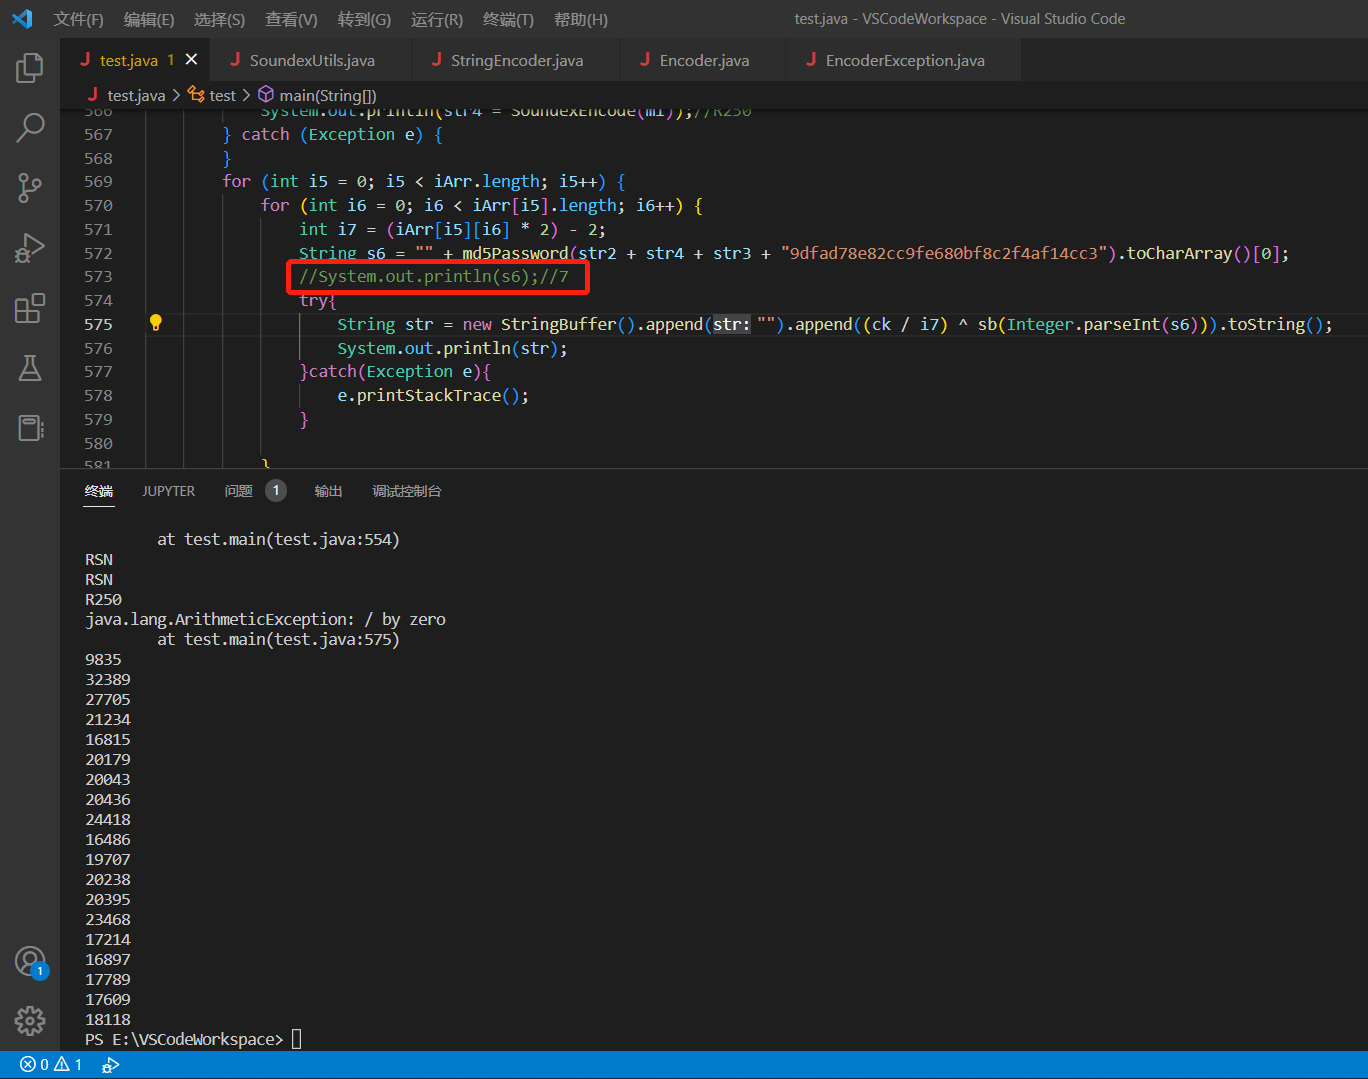 文件(F) 编辑(E) 选择(S) 查看(V) 转到(G) 运行(R) 终端(T) 帮助(H) test.java - VSCodeWorkspace - Visual Studio Code
J test.java 1 J SoundexUtils.java J StringEncoder.java J Encoder.java J EncoderException.java
J test.java > test > main(String[])
566 System.out.println(str4 = SoundexEncode(mi));//R250
567 } catch (Exception e) {
568 }
569 for (int i5 = 0; i5 < iArr.length; i5++) {
570 for (int i6 = 0; i6 < iArr[i5].length; i6++) {
571 int i7 = (iArr[i5][i6] * 2) - 2;
572 String s6 = "" + md5Password(str2 + str4 + str3 + "9dfad78e82cc9fe680bf8c2f4af14cc3").toCharArray()[0];
573 //System.out.println(s6);//7
574 try{
575 String str = new StringBuffer().append(str: "").append((ck / i7) ^ sb(Integer.parseInt(s6))).toString();
576 System.out.println(str);
577 }catch(Exception e){
578 e.printStackTrace();
579 }
580
581 }
终端 JUPYTER 问题 1 输出 调试控制台
at test.main(test.java:554)
RSN
RSN
R250
java.lang.ArithmeticException: / by zero
at test.main(test.java:575)
9835
32389
27705
21234
16815
20179
20043
20436
24418
16486
19707
20238
20395
23468
17214
16897
17789
17609
18118
1
PS E:\VSCodeWorkspace>
0 1